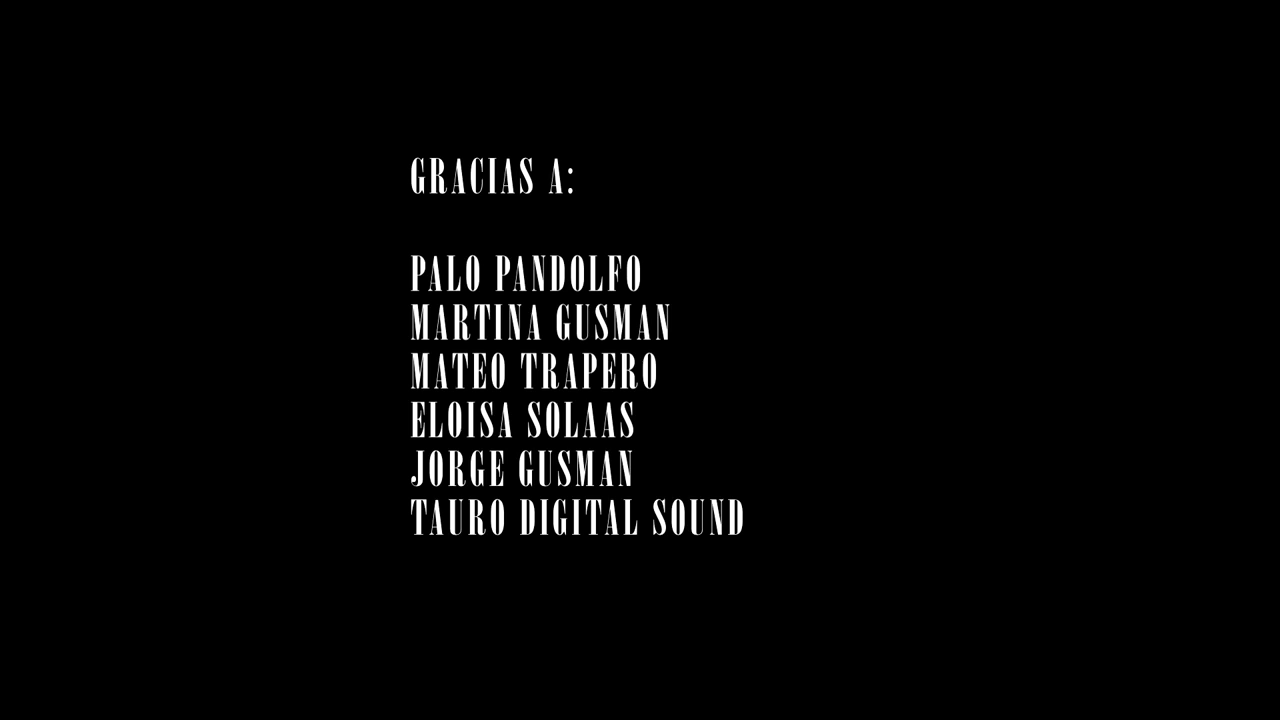 GRACIAS A:
PALO PANDOLFO
MARTINA GUSMAN
MATEO TRAPERO
ELOISA SOLAAS
JORGE GUSMAN
TAURO DIGITAL SOUND